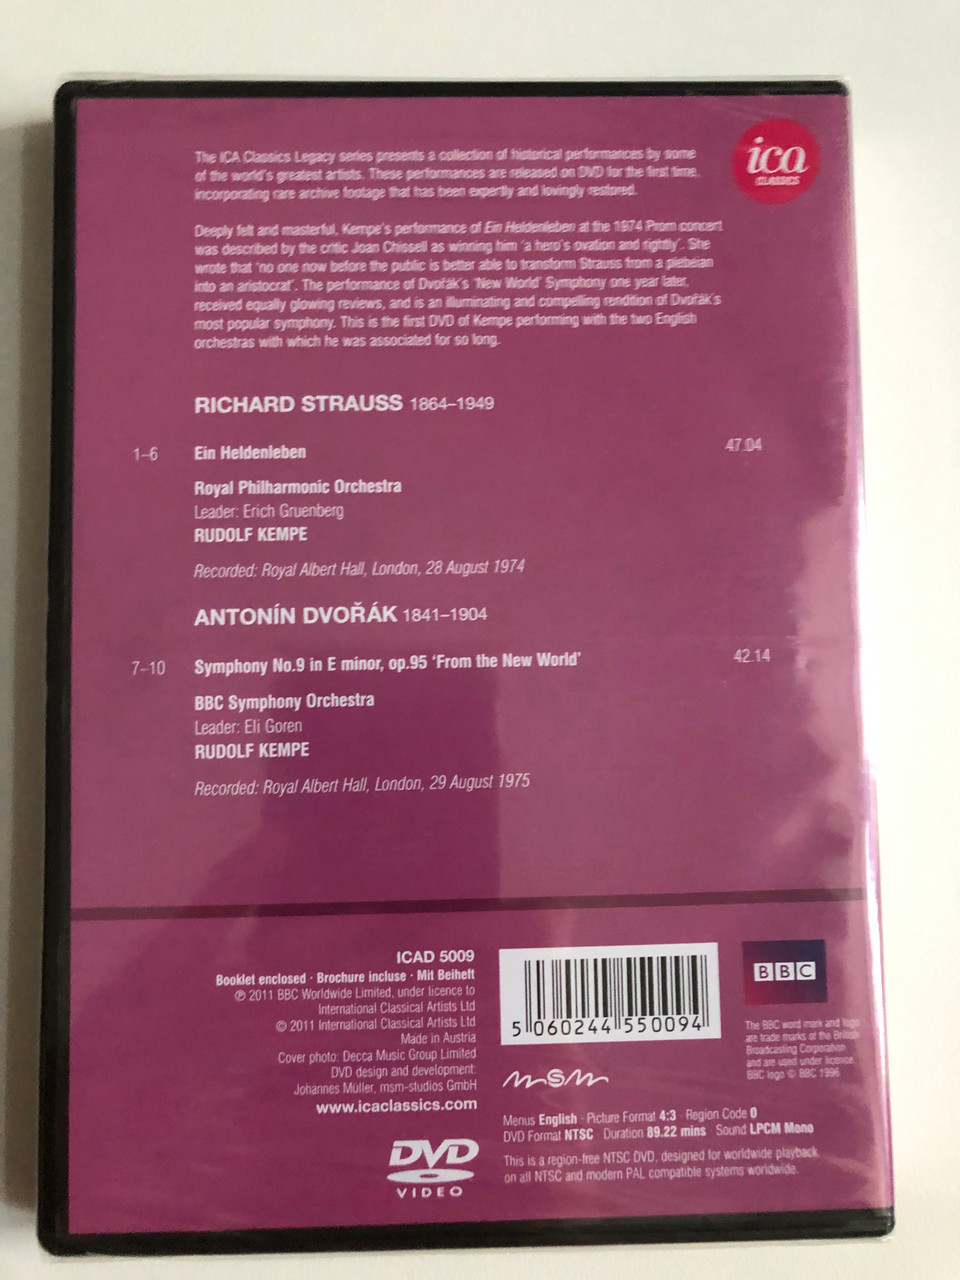 The ICA Classics Legacy series presents a collection of historical performances by some
of the world's greatest artists. These performances are released on DVD for the first time,
incorporating rare archive footage that has been expertly and lovingly restored.
ica
CLASSICS
Deeply felt and masterful, Kempe's performance of Ein Heldenleben at the 1974 Prom concert
was described by the critic Joan Chissell as winning him 'a hero's ovation and rightly'. She
wrote that 'no one now before the public is better able to transform Strauss from a plebeian
into an aristocrat'. The performance of Dvořák's 'New World' Symphony one year later,
received equally glowing reviews, and is an illuminating and compelling rendition of Dvořák's
most popular symphony. This is the first DVD of Kempe performing with the two English
orchestras with which he was associated for so long.
RICHARD STRAUSS 1864–1949
1–6 Ein Heldenleben 47.04
Royal Philharmonic Orchestra
Leader: Erich Gruenberg
RUDOLF KEMPE
Recorded: Royal Albert Hall, London, 28 August 1974
ANTONÍN DVOŘÁK 1841–1904
7–10 Symphony No.9 in E minor, op.95 'From the New World' 42.14
BBC Symphony Orchestra
Leader: Eli Goren
RUDOLF KEMPE
Recorded: Royal Albert Hall, London, 29 August 1975
ICAD 5009
Booklet enclosed · Brochure incluse · Mit Beiheft
℗ 2011 BBC Worldwide Limited, under licence to
International Classical Artists Ltd
© 2011 International Classical Artists Ltd
Made in Austria
Cover photo: Decca Music Group Limited
DVD design and development:
Johannes Müller, msm-studios GmbH
www.icaclassics.com
DVD
VIDEO
5 060244 550094
BBC
The BBC word mark and logo
are trade marks of the British
Broadcasting Corporation
and are used under licence.
BBC logo © BBC 1996
msm
Menus English · Picture Format 4:3 · Region Code 0
DVD Format NTSC · Duration 89.22 mins · Sound LPCM Mono
This is a region-free NTSC DVD, designed for worldwide playback
on all NTSC and modern PAL compatible systems worldwide.